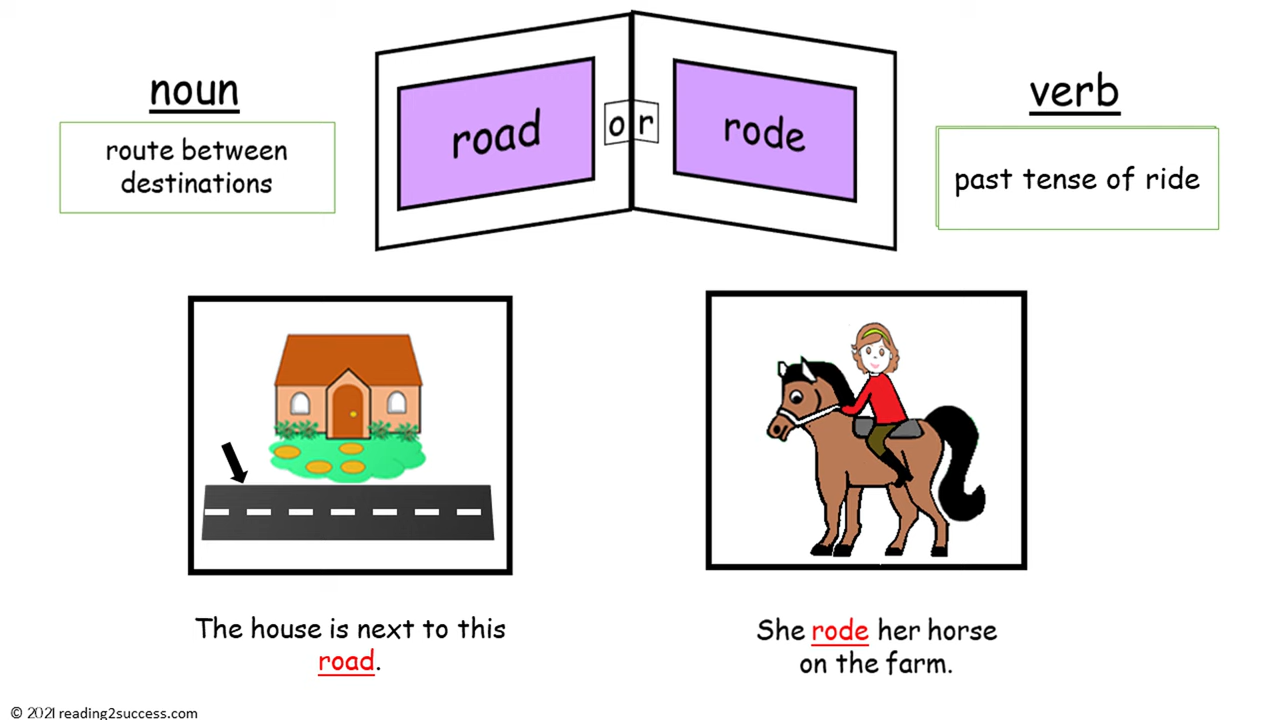 noun
route between
destinations
road
or
rode
verb
past tense of ride
The house is next to this
road.
She rode her horse
on the farm.
© 2021 reading2success.com